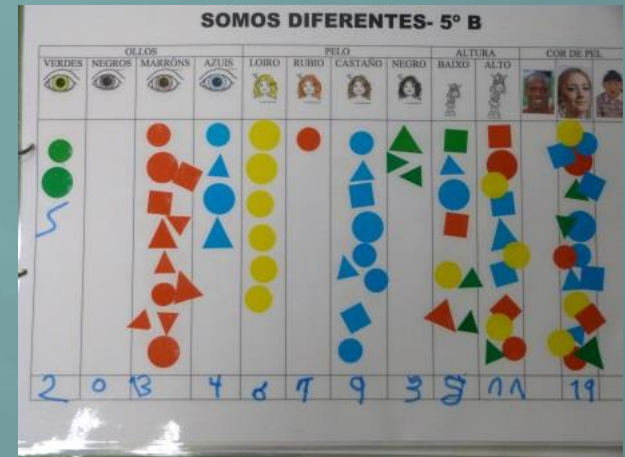 SOMOS DIFERENTES- 5º B
OLLOS PELO ALTURA COR DE PEL
VERDES NEGROS MARRÓNS AZUIS LOIRO RUBIO CASTAÑO NEGRO BAIXO ALTO
2 0 13 4 6 1 9 3 8 11 19